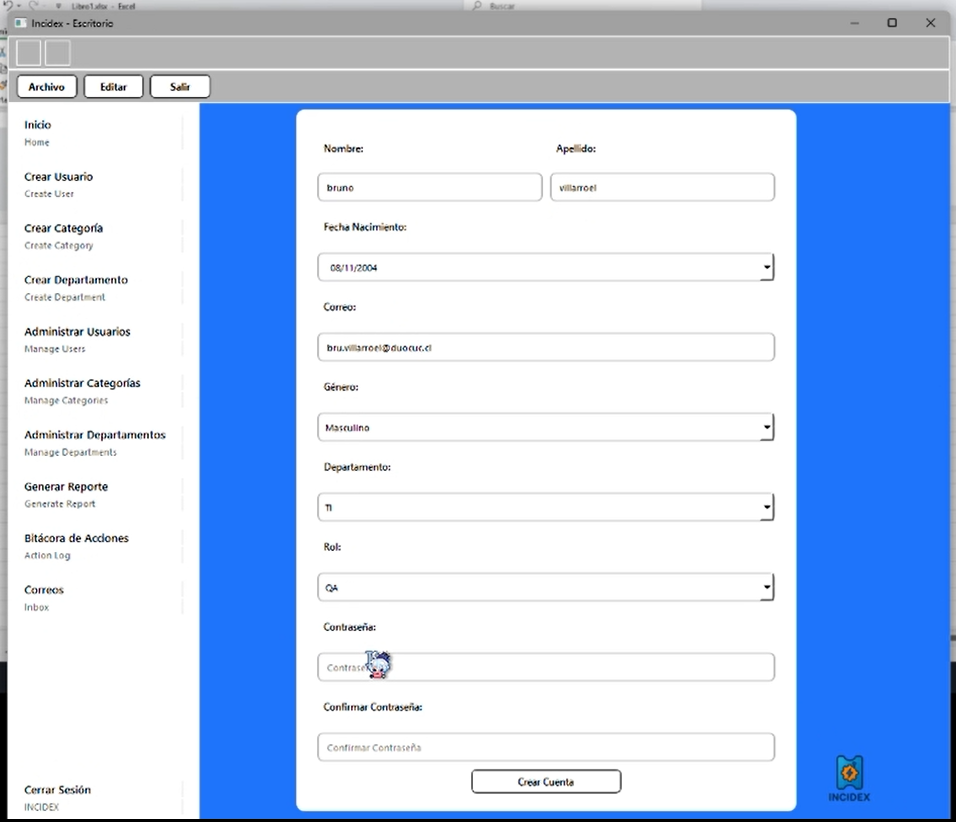 Libro1.xlsx - Excel
Buscar
Incidex - Escritorio
Archivo
Editar
Salir
Inicio
Home
Crear Usuario
Create User
Crear Categoría
Create Category
Crear Departamento
Create Department
Administrar Usuarios
Manage Users
Administrar Categorías
Manage Categories
Administrar Departamentos
Manage Departments
Generar Reporte
Generate Report
Bitácora de Acciones
Action Log
Correos
Inbox
Cerrar Sesión
INCIDEX
Nombre: Apellido:
bruno villarroel
Fecha Nacimiento:
08/11/2004
Correo:
bru.villarroel@duocuc.cl
Género:
Masculino
Departamento:
TI
Rol:
QA
Contraseña:
Confirmar Contraseña:
Confirmar Contraseña
Crear Cuenta
INCIDEX